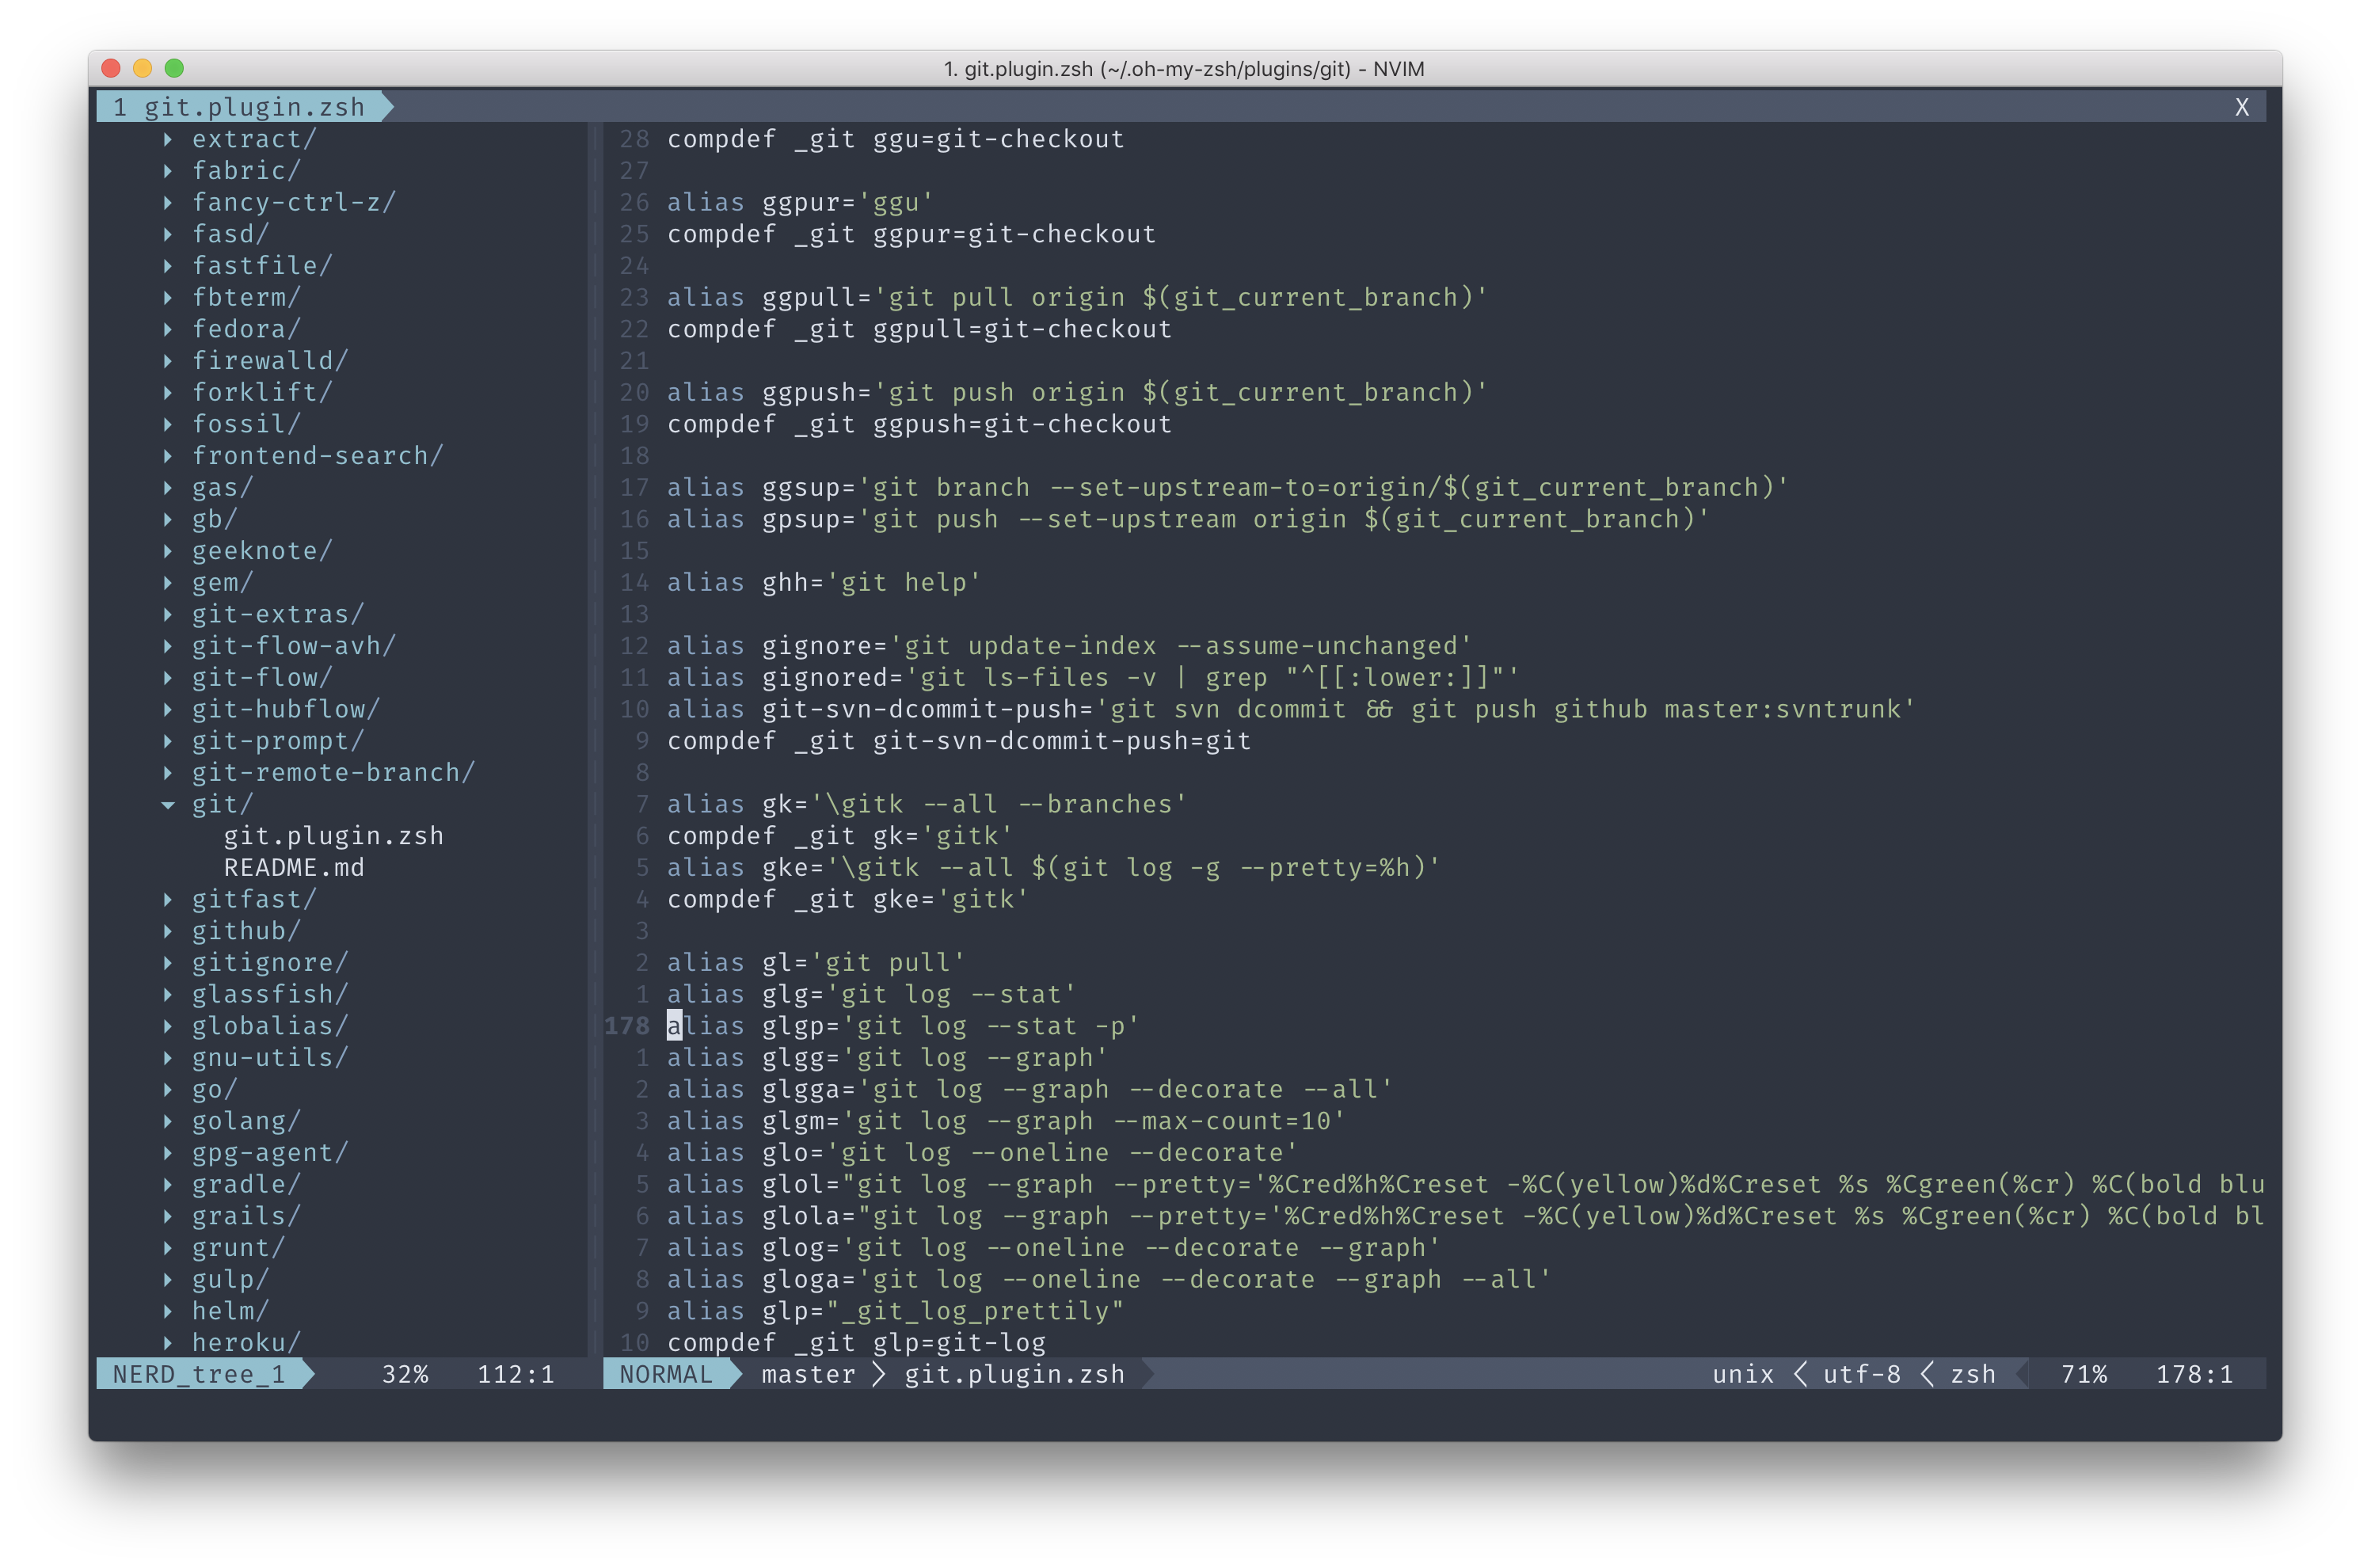 1. git.plugin.zsh (~/.oh-my-zsh/plugins/git) - NVIM
1 git.plugin.zsh X
extract/
fabric/
fancy-ctrl-z/
fasd/
fastfile/
fbterm/
fedora/
firewalld/
forklift/
fossil/
frontend-search/
gas/
gb/
geeknote/
gem/
git-extras/
git-flow-avh/
git-flow/
git-hubflow/
git-prompt/
git-remote-branch/
git/
git.plugin.zsh
README.md
gitfast/
github/
gitignore/
glassfish/
globalias/
gnu-utils/
go/
golang/
gpg-agent/
gradle/
grails/
grunt/
gulp/
helm/
heroku/
28 compdef _git ggu=git-checkout
27
26 alias ggpur='ggu'
25 compdef _git ggpur=git-checkout
24
23 alias ggpull='git pull origin $(git_current_branch)'
22 compdef _git ggpull=git-checkout
21
20 alias ggpush='git push origin $(git_current_branch)'
19 compdef _git ggpush=git-checkout
18
17 alias ggsup='git branch --set-upstream-to=origin/$(git_current_branch)'
16 alias gpsup='git push --set-upstream origin $(git_current_branch)'
15
14 alias ghh='git help'
13
12 alias gignore='git update-index --assume-unchanged'
11 alias gignored='git ls-files -v | grep "^[[:lower:]]"'
10 alias git-svn-dcommit-push='git svn dcommit && git push github master:svntrunk'
9 compdef _git git-svn-dcommit-push=git
8
7 alias gk='\gitk --all --branches'
6 compdef _git gk='gitk'
5 alias gke='\gitk --all $(git log -g --pretty=%h)'
4 compdef _git gke='gitk'
3
2 alias gl='git pull'
1 alias glg='git log --stat'
178 alias glgp='git log --stat -p'
1 alias glgg='git log --graph'
2 alias glgga='git log --graph --decorate --all'
3 alias glgm='git log --graph --max-count=10'
4 alias glo='git log --oneline --decorate'
5 alias glol="git log --graph --pretty='%Cred%h%Creset -%C(yellow)%d%Creset %s %Cgreen(%cr) %C(bold blu
6 alias glola="git log --graph --pretty='%Cred%h%Creset -%C(yellow)%d%Creset %s %Cgreen(%cr) %C(bold bl
7 alias glog='git log --oneline --decorate --graph'
8 alias gloga='git log --oneline --decorate --graph --all'
9 alias glp="_git_log_prettily"
10 compdef _git glp=git-log
NERD_tree_1 32% 112:1
NORMAL master > git.plugin.zsh unix < utf-8 < zsh 71% 178:1